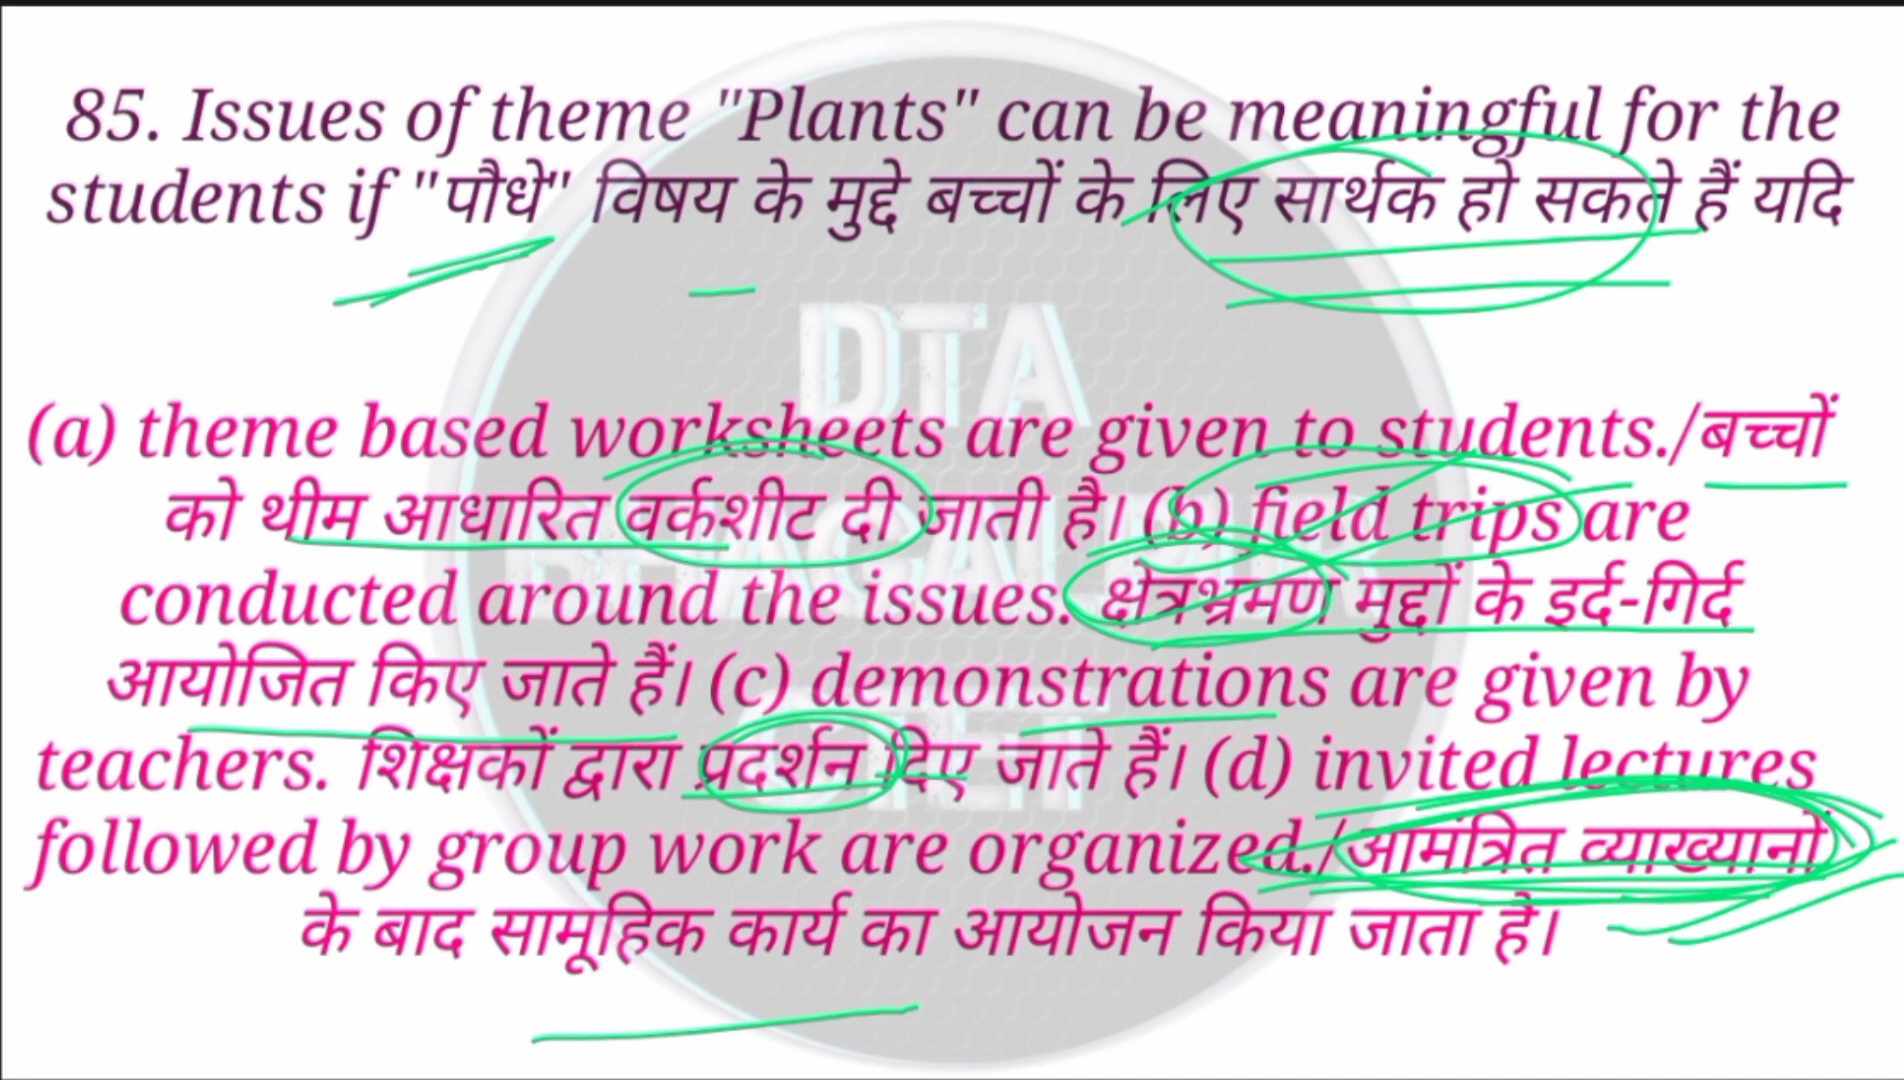 85. Issues of theme "Plants" can be meaningful for the
students if "पौधे" विषय के मुद्दे बच्चों के लिए सार्थक हो सकते हैं यदि
DTA
(a) theme based worksheets are given to students./बच्चों
को थीम आधारित वर्कशीट दी जाती है। (b) field trips are
conducted around the issues. क्षेत्रभ्रमण मुद्दों के इर्द-गिर्द
आयोजित किए जाते हैं। (c) demonstrations are given by
teachers. शिक्षकों द्वारा प्रदर्शन दिए जाते हैं। (d) invited lectures
followed by group work are organized./आमंत्रित व्याख्यानों
के बाद सामूहिक कार्य का आयोजन किया जाता है।